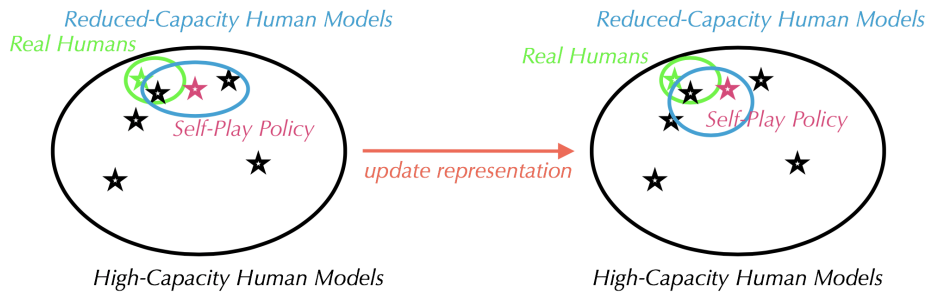 Reduced-Capacity Human Models
Real Humans
Self-Play Policy
High-Capacity Human Models
update representation
Reduced-Capacity Human Models
Real Humans
Self-Play Policy
High-Capacity Human Models